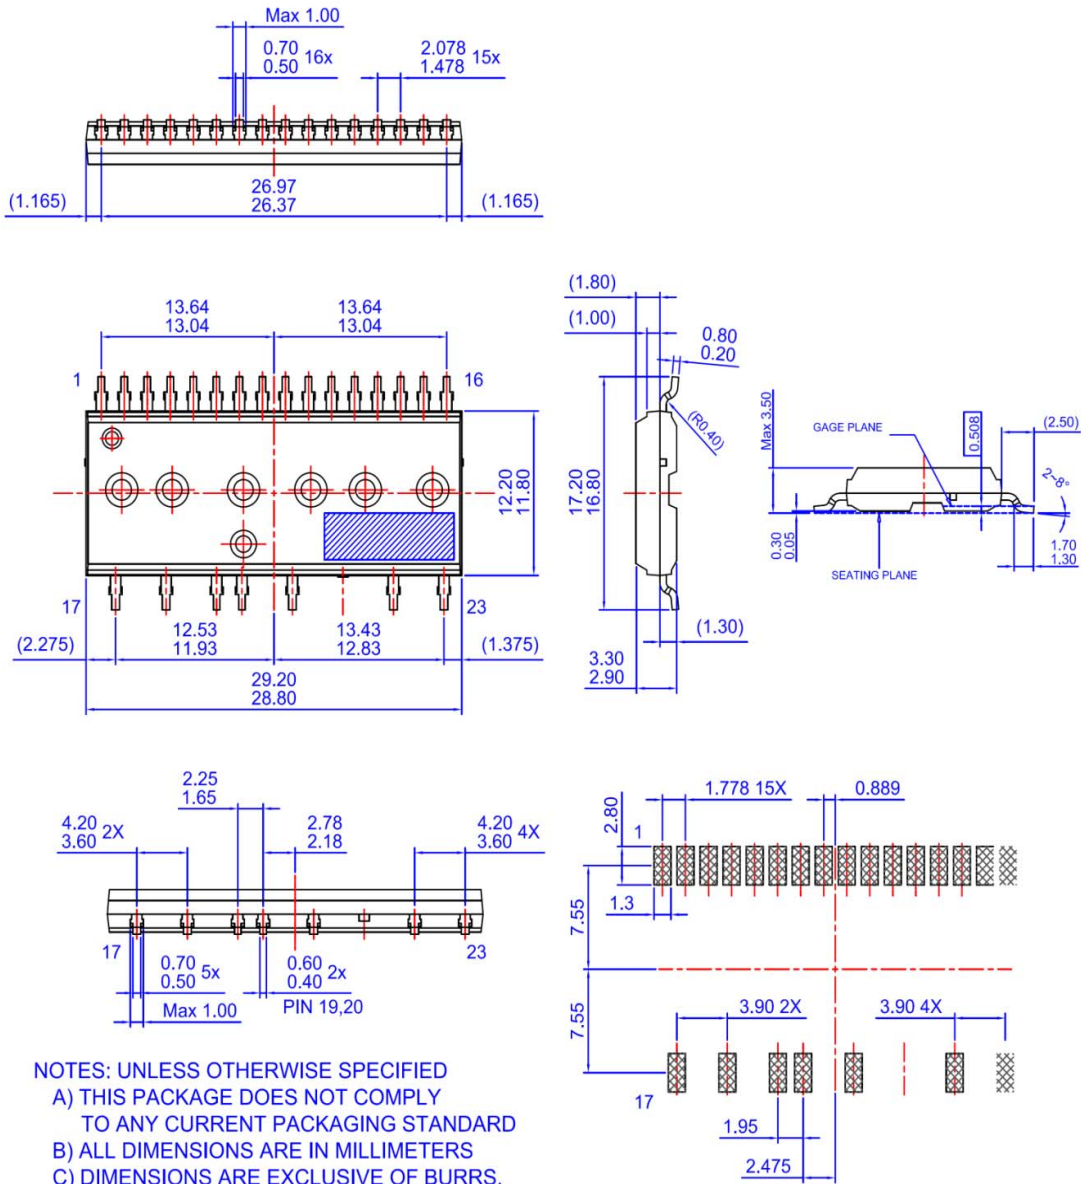 Max 1.00
0.70
0.50 16x
2.078
1.478 15x
26.97
26.37
(1.165)
(1.165)
13.64
13.04
13.64
13.04
1
16
12.20
11.80
17
23
12.53
11.93
13.43
12.83
(2.275)
(1.375)
29.20
28.80
(1.80)
(1.00)
0.80
0.20
(R0.40)
17.20
16.80
(1.30)
3.30
2.90
Max 3.50
GAGE PLANE
0.508
(2.50)
2~8°
0.30
0.05
1.70
1.30
SEATING PLANE
2.25
1.65
4.20
3.60 2X
2.78
2.18
4.20
3.60 4X
17
23
0.70
0.50 5x
0.60
0.40 2x
Max 1.00
PIN 19,20
1.778 15X
0.889
2.80
1
1.3
7.55
7.55
3.90 2X
3.90 4X
17
1.95
2.475
NOTES: UNLESS OTHERWISE SPECIFIED
A) THIS PACKAGE DOES NOT COMPLY
TO ANY CURRENT PACKAGING STANDARD
B) ALL DIMENSIONS ARE IN MILLIMETERS
C) DIMENSIONS ARE EXCLUSIVE OF BURRS,